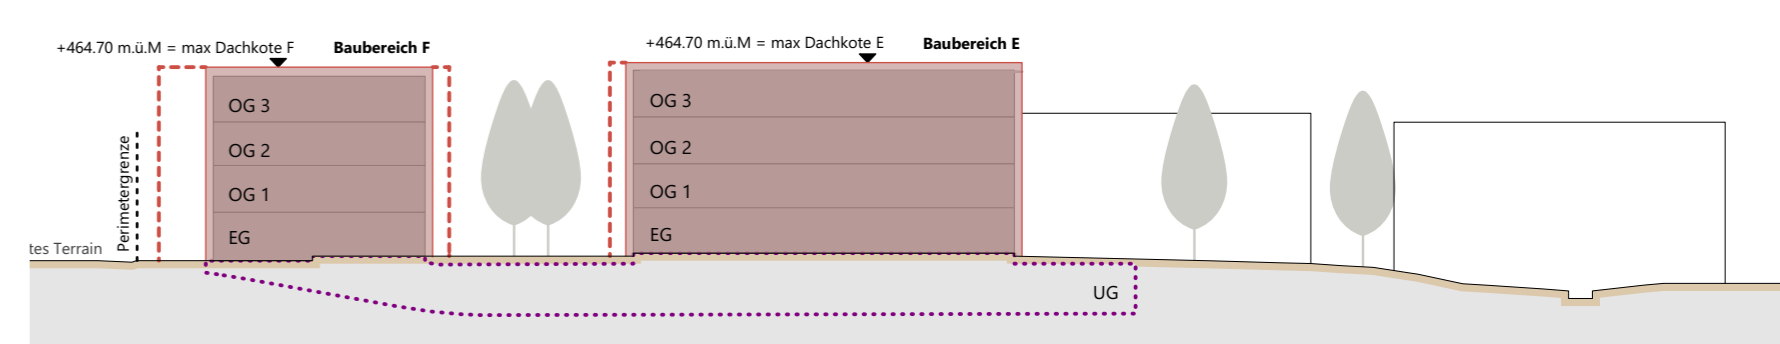 +464.70 m.ü.M = max Dachkote F
Baubereich F
+464.70 m.ü.M = max Dachkote E
Baubereich E
OG 3
OG 2
OG 1
EG
OG 3
OG 2
OG 1
EG
Perimetergrenze
tes Terrain
UG